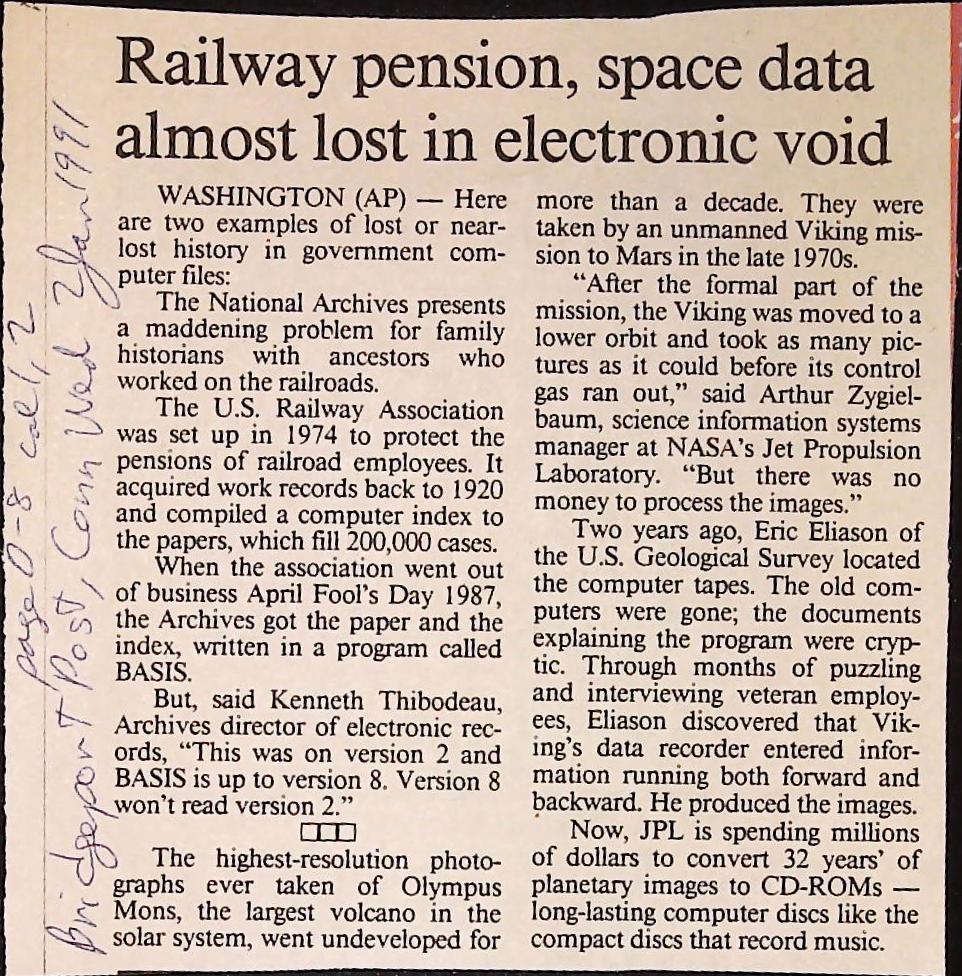 Railway pension, space data
almost lost in electronic void
WASHINGTON (AP) — Here
are two examples of lost or near-
lost history in government com-
puter files:
The National Archives presents
a maddening problem for family
historians with ancestors who
worked on the railroads.
The U.S. Railway Association
was set up in 1974 to protect the
pensions of railroad employees. It
acquired work records back to 1920
and compiled a computer index to
the papers, which fill 200,000 cases.
When the association went out
of business April Fool's Day 1987,
the Archives got the paper and the
index, written in a program called
BASIS.
But, said Kenneth Thibodeau,
Archives director of electronic rec-
ords, “This was on version 2 and
BASIS is up to version 8. Version 8
won't read version 2.”
The highest-resolution photo-
graphs ever taken of Olympus
Mons, the largest volcano in the
solar system, went undeveloped for
more than a decade. They were
taken by an unmanned Viking mis-
sion to Mars in the late 1970s.
“After the formal part of the
mission, the Viking was moved to a
lower orbit and took as many pic-
tures as it could before its control
gas ran out,” said Arthur Zygiel-
baum, science information systems
manager at NASA's Jet Propulsion
Laboratory. “But there was no
money to process the images.”
Two years ago, Eric Eliason of
the U.S. Geological Survey located
the computer tapes. The old com-
puters were gone; the documents
explaining the program were cryp-
tic. Through months of puzzling
and interviewing veteran employ-
ees, Eliason discovered that Vik-
ing's data recorder entered infor-
mation running both forward and
backward. He produced the images.
Now, JPL is spending millions
of dollars to convert 32 years' of
planetary images to CD-ROMs —
long-lasting computer discs like the
compact discs that record music.
page D-8 col, 2
Bridgeport Post, Conn Wed 2 Jan 1991